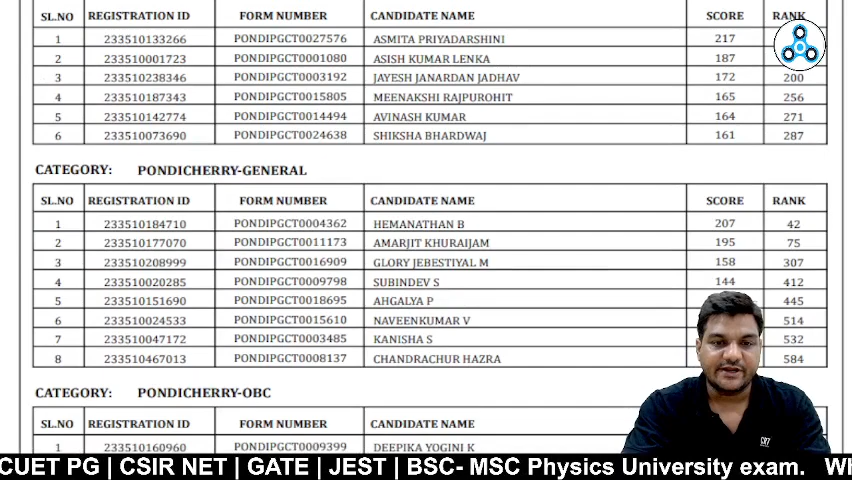 SL.NO REGISTRATION ID FORM NUMBER CANDIDATE NAME SCORE RANK
1 233510133266 PONDIPGCT0027576 ASMITA PRIYADARSHINI 217
2 233510001723 PONDIPGCT0001080 ASISH KUMAR LENKA 187
3 233510238346 PONDIPGCT0003192 JAYESH JANARDAN JADHAV 172 200
4 233510187343 PONDIPGCT0015805 MEENAKSHI RAJPUROHIT 165 256
5 233510142774 PONDIPGCT0014494 AVINASH KUMAR 164 271
6 233510073690 PONDIPGCT0024638 SHIKSHA BHARDWAJ 161 287
CATEGORY: PONDICHERRY-GENERAL
SL.NO REGISTRATION ID FORM NUMBER CANDIDATE NAME SCORE RANK
1 233510184710 PONDIPGCT0004362 HEMANATHAN B 207 42
2 233510177070 PONDIPGCT0011173 AMARJIT KHURAIJAM 195 75
3 233510208999 PONDIPGCT0016909 GLORY JEBESTIYAL M 158 307
4 233510020285 PONDIPGCT0009798 SUBINDEV S 144 412
5 233510151690 PONDIPGCT0018695 AHGALYA P 445
6 233510024533 PONDIPGCT0015610 NAVEENKUMAR V 514
7 233510047172 PONDIPGCT0003485 KANISHA S 532
8 233510467013 PONDIPGCT0008137 CHANDRACHUR HAZRA 584
CATEGORY: PONDICHERRY-OBC
SL.NO REGISTRATION ID FORM NUMBER CANDIDATE NAME
1 233510160960 PONDIPGCT0009399 DEEPIKA YOGINI K
CUET PG | CSIR NET | GATE | JEST | BSC- MSC Physics University exam. Wh